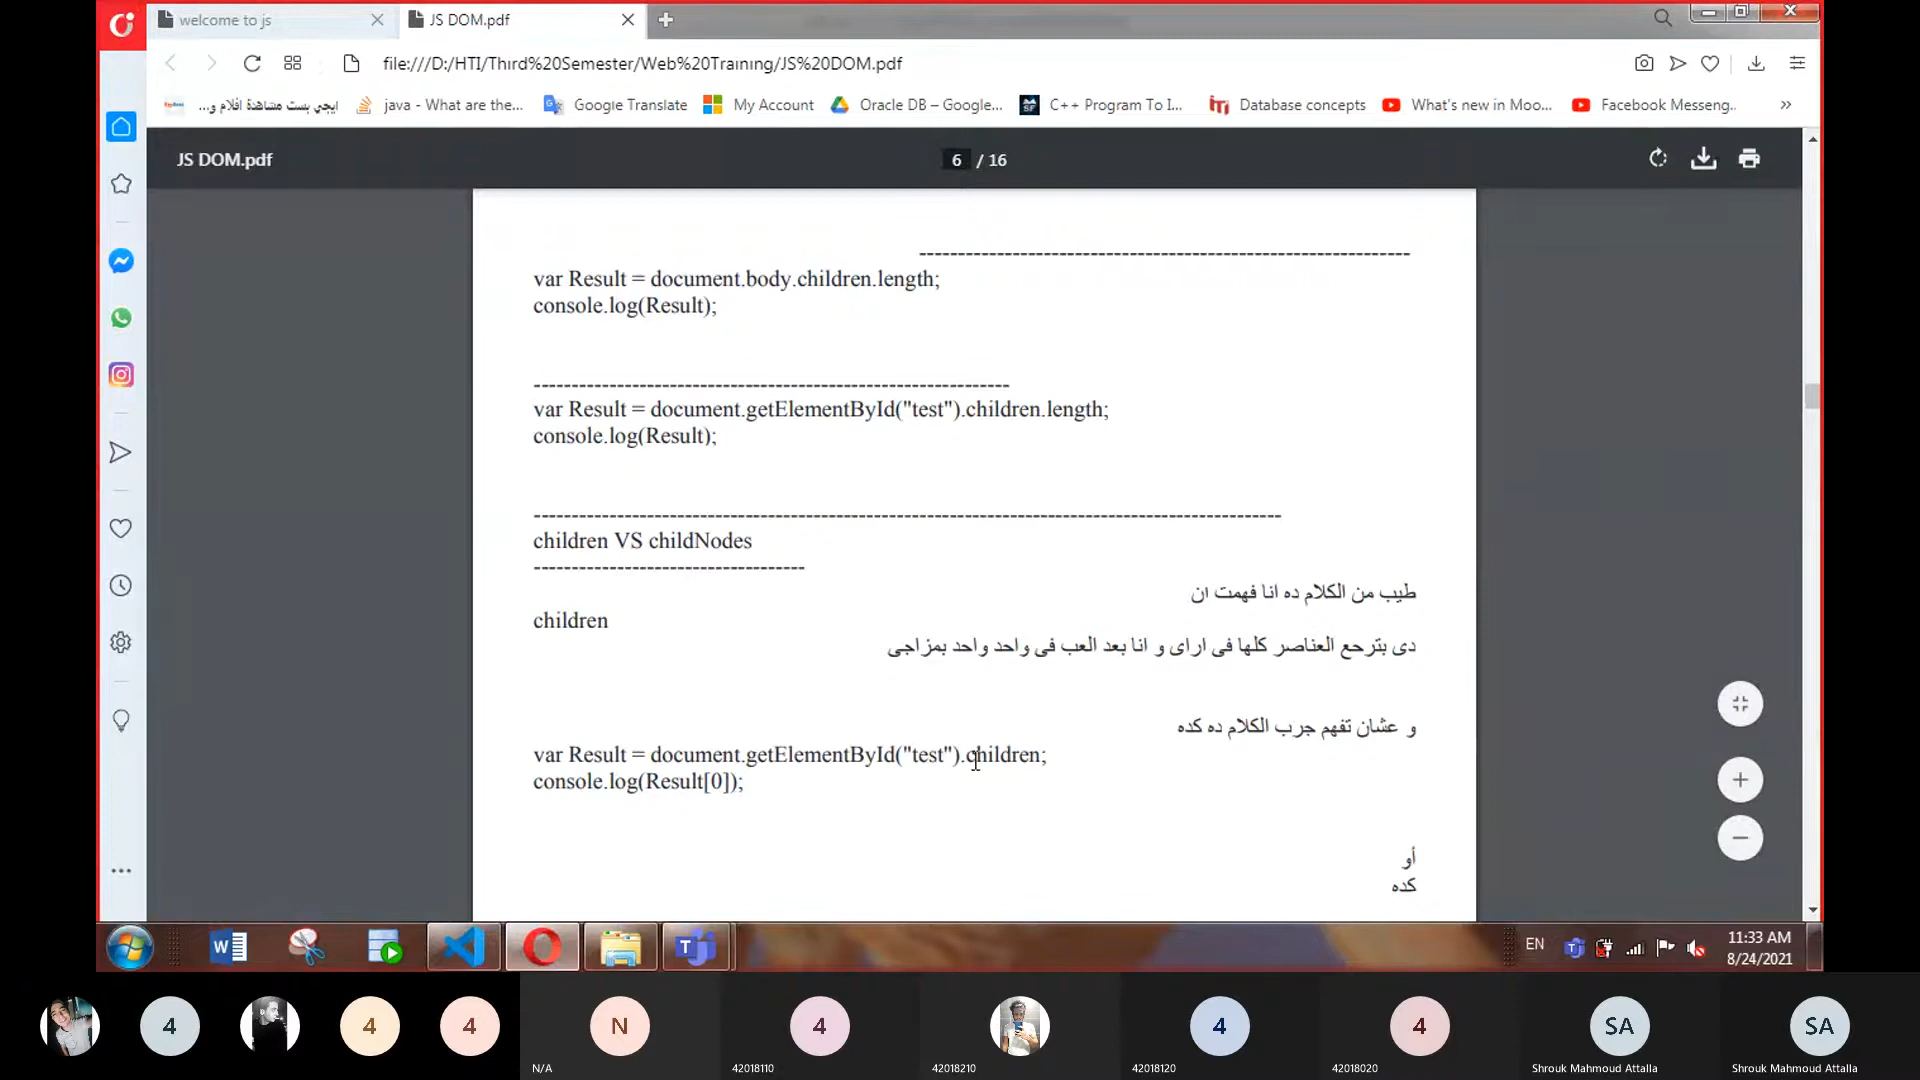 welcome to js
JS DOM.pdf
file:///D:/HTI/Third%20Semester/Web%20Training/JS%20DOM.pdf
ايجي بست مشاهدة افلام و...
java - What are the...
Google Translate
My Account
Oracle DB – Google...
C++ Program To I...
Database concepts
What's new in Moo...
Facebook Messeng..
JS DOM.pdf
6 / 16
----------------------------------------------------------------
var Result = document.body.children.length;
console.log(Result);
--------------------------------------------------------------
var Result = document.getElementById("test").children.length;
console.log(Result);
--------------------------------------------------------------------------------------------------
children VS childNodes
-----------------------------------
طيب من الكلام ده انا فهمت ان
children
دى بترجع العناصر كلها فى اراى و انا بعد العب فى واحد واحد بمزاجى
و عشان تفهم جرب الكلام ده كده
var Result = document.getElementById("test").children;
console.log(Result[0]);
أو
كده
EN
11:33 AM
8/24/2021
4
4
4
N
4
4
4
SA
SA
N/A
42018110
42018210
42018120
42018020
Shrouk Mahmoud Attalla
Shrouk Mahmoud Attalla